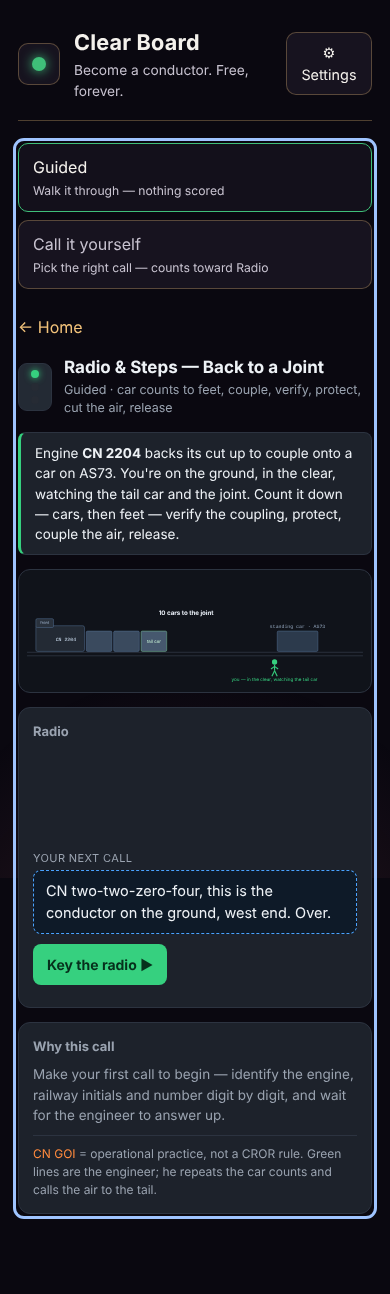 Clear Board
Become a conductor. Free,
forever.
⚙
Settings
Guided
Walk it through — nothing scored
Call it yourself
Pick the right call — counts toward Radio
← Home
Radio & Steps — Back to a Joint
Guided · car counts to feet, couple, verify, protect,
cut the air, release
Engine CN 2204 backs its cut up to couple onto a
car on AS73. You're on the ground, in the clear,
watching the tail car and the joint. Count it down
— cars, then feet — verify the coupling, protect,
couple the air, release.
10 cars to the joint
standing car · AS73
CN 2204
tail car
you — in the clear, watching the tail car
Radio
YOUR NEXT CALL
CN two-two-zero-four, this is the
conductor on the ground, west end. Over.
Key the radio ▶
Why this call
Make your first call to begin — identify the engine,
railway initials and number digit by digit, and wait
for the engineer to answer up.
CN GOI = operational practice, not a CROR rule. Green
lines are the engineer; he repeats the car counts and
calls the air to the tail.